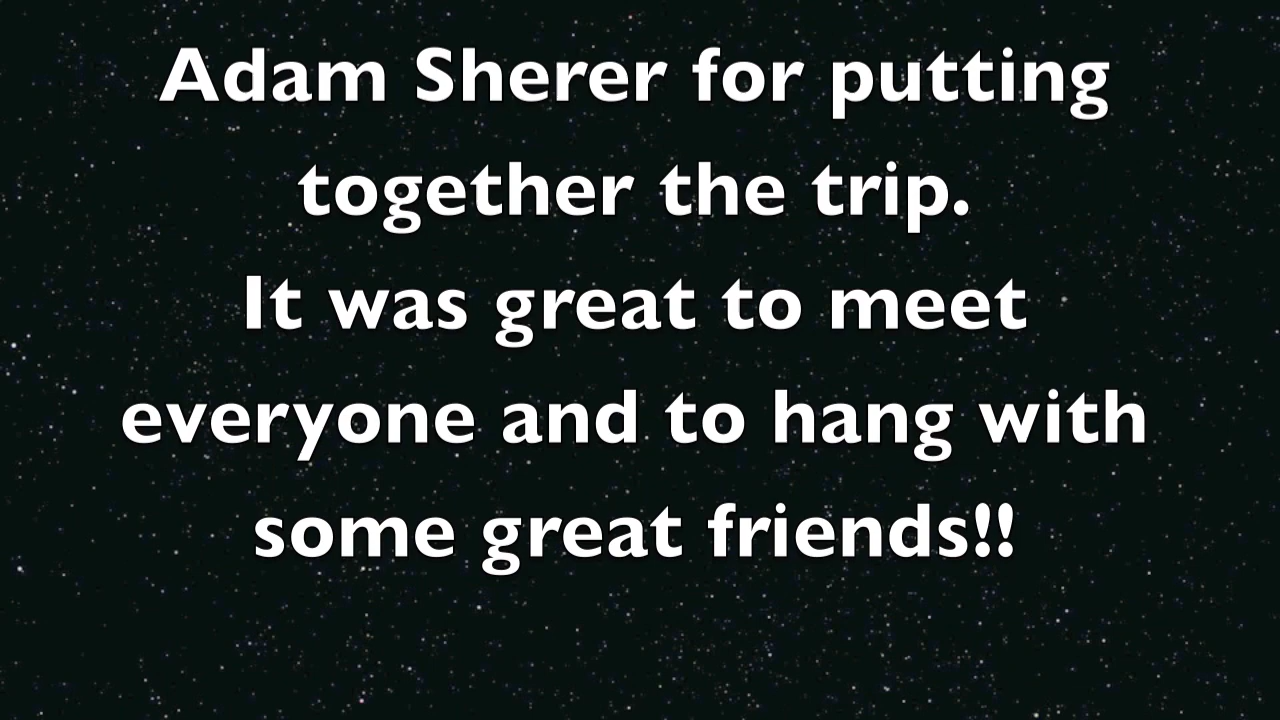 Adam Sherer for putting
together the trip.
It was great to meet
everyone and to hang with
some great friends!!